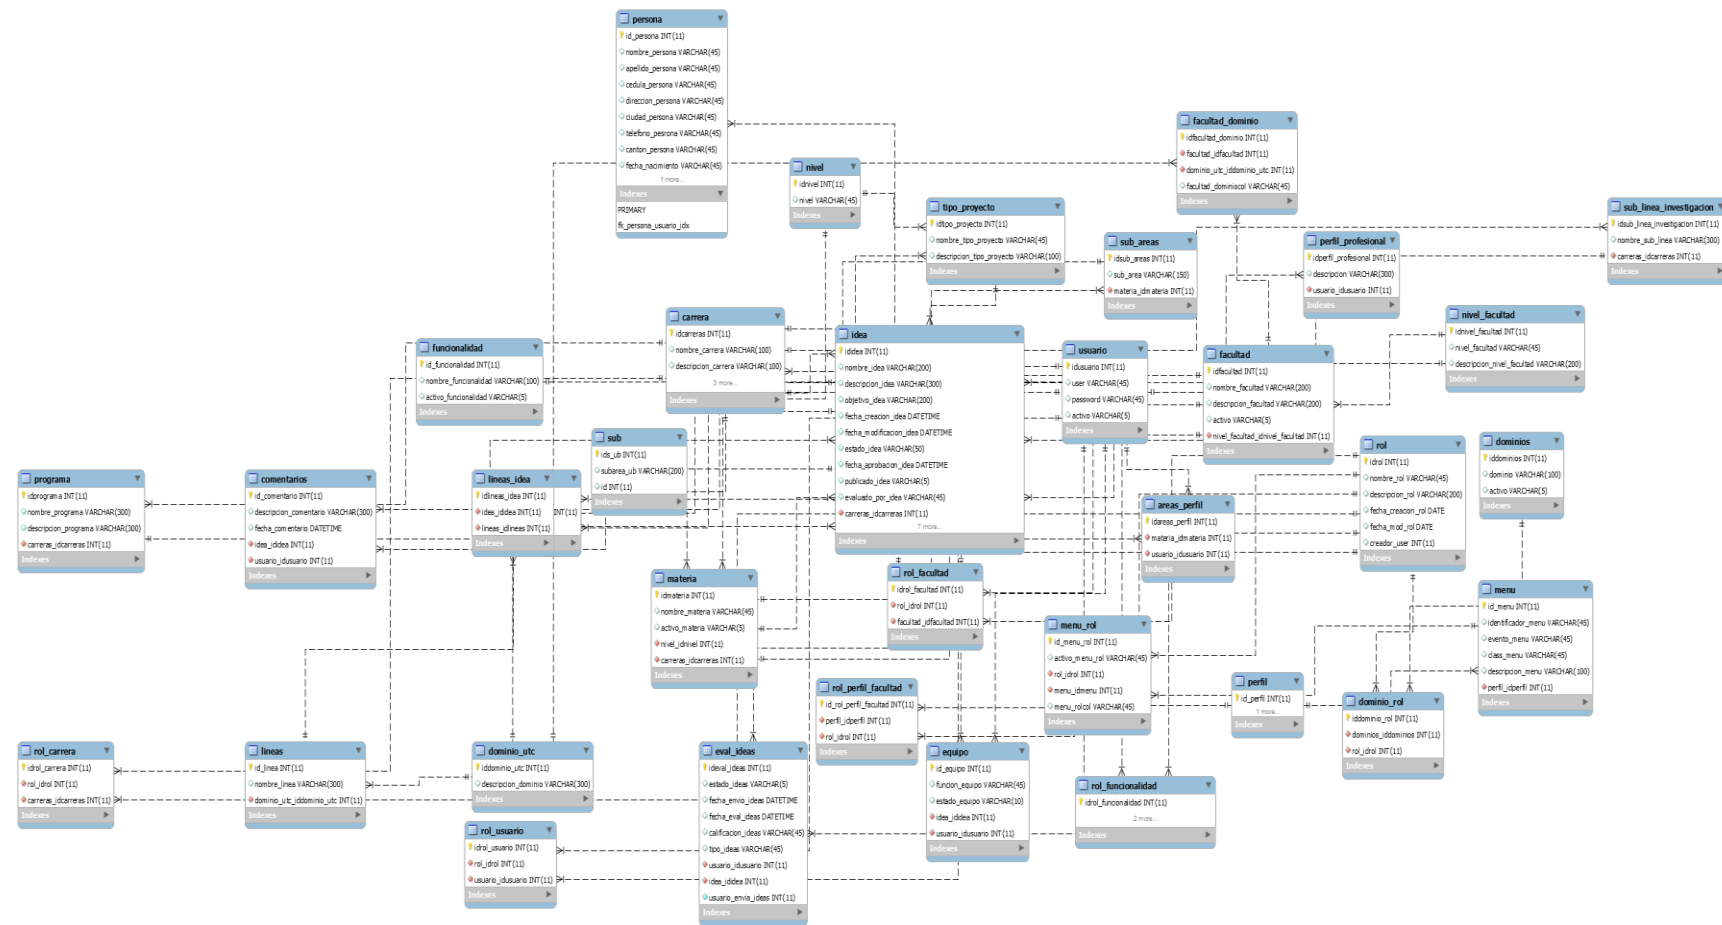 persona
id_persona INT(11)
nombre_persona VARCHAR(45)
apellido_persona VARCHAR(45)
cedula_persona VARCHAR(45)
direccion_persona VARCHAR(45)
ciudad_persona VARCHAR(45)
telefono_pesrona VARCHAR(45)
canton_persona VARCHAR(45)
fecha_nacimiento VARCHAR(45)
1 more...
Indexes
PRIMARY
fk_persona_usuario_idx
facultad_dominio
idfacultad_dominio INT(11)
facultad_idfacultad INT(11)
dominio_utc_iddominio_utc INT(11)
facultad_dominiocol VARCHAR(45)
Indexes
nivel
idnivel INT(11)
nivel VARCHAR(45)
Indexes
tipo_proyecto
idtipo_proyecto INT(11)
nombre_tipo_proyecto VARCHAR(45)
descripcion_tipo_proyecto VARCHAR(100)
Indexes
sub_linea_investigacion
idsub_linea_investigacion INT(11)
nombre_sub_linea VARCHAR(300)
carreras_idcarreras INT(11)
Indexes
sub_areas
idsub_areas INT(11)
sub_area VARCHAR(150)
materia_idmateria INT(11)
Indexes
perfil_profesional
idperfil_profesional INT(11)
descripcion VARCHAR(300)
usuario_idusuario INT(11)
Indexes
nivel_facultad
idnivel_facultad INT(11)
nivel_facultad VARCHAR(45)
descripcion_nivel_facultad VARCHAR(200)
Indexes
carrera
idcarreras INT(11)
nombre_carrera VARCHAR(100)
descripcion_carrera VARCHAR(100)
3 more...
Indexes
idea
ididea INT(11)
nombre_idea VARCHAR(200)
descripcion_idea VARCHAR(300)
objetivo_idea VARCHAR(200)
fecha_creacion_idea DATETIME
fecha_modificacion_idea DATETIME
estado_idea VARCHAR(50)
fecha_aprobacion_idea DATETIME
publicado_idea VARCHAR(5)
evaluado_por_idea VARCHAR(45)
carreras_idcarreras INT(11)
7 more...
Indexes
funcionalidad
id_funcionalidad INT(11)
nombre_funcionalidad VARCHAR(100)
activo_funcionalidad VARCHAR(5)
Indexes
usuario
idusuario INT(11)
user VARCHAR(45)
password VARCHAR(45)
activo VARCHAR(5)
Indexes
facultad
idfacultad INT(11)
nombre_facultad VARCHAR(200)
descripcion_facultad VARCHAR(200)
activo VARCHAR(5)
nivel_facultad_idnivel_facultad INT(11)
Indexes
sub
ids_ub INT(11)
subarea_ub VARCHAR(200)
id INT(11)
Indexes
rol
idrol INT(11)
nombre_rol VARCHAR(45)
descripcion_rol VARCHAR(200)
fecha_creacion_rol DATE
fecha_mod_rol DATE
creador_user INT(11)
Indexes
dominios
iddominios INT(11)
dominio VARCHAR(100)
activo VARCHAR(5)
Indexes
programa
idprograma INT(11)
nombre_programa VARCHAR(300)
descripcion_programa VARCHAR(300)
carreras_idcarreras INT(11)
Indexes
comentarios
id_comentario INT(11)
descripcion_comentario VARCHAR(300)
fecha_comentario DATETIME
idea_ididea INT(11)
usuario_idusuario INT(11)
Indexes
lineas_idea
idlineas_idea INT(11)
idea_ididea INT(11) INT(11)
lineas_idlineas INT(11)
Indexes
areas_perfil
idareas_perfil INT(11)
materia_idmateria INT(11)
usuario_idusuario INT(11)
Indexes
materia
idmateria INT(11)
nombre_materia VARCHAR(45)
activo_materia VARCHAR(5)
nivel_idnivel INT(11)
carreras_idcarreras INT(11)
Indexes
rol_facultad
idrol_facultad INT(11)
rol_idrol INT(11)
facultad_idfacultad INT(11)
Indexes
menu
id_menu INT(11)
identificador_menu VARCHAR(45)
evento_menu VARCHAR(45)
class_menu VARCHAR(45)
descripcion_menu VARCHAR(100)
perfil_idperfil INT(11)
Indexes
menu_rol
id_menu_rol INT(11)
activo_menu_rol VARCHAR(45)
rol_idrol INT(11)
menu_idmenu INT(11)
menu_rolcol VARCHAR(45)
Indexes
rol_perfil_facultad
id_rol_perfil_facultad INT(11)
perfil_idperfil INT(11)
rol_idrol INT(11)
Indexes
perfil
id_perfil INT(11)
1 more...
Indexes
dominio_rol
iddominio_rol INT(11)
dominios_iddominios INT(11)
rol_idrol INT(11)
Indexes
rol_carrera
idrol_carrera INT(11)
rol_idrol INT(11)
carreras_idcarreras INT(11)
Indexes
lineas
id_linea INT(11)
nombre_linea VARCHAR(300)
dominio_utc_iddominio_utc INT(11)
Indexes
dominio_utc
iddominio_utc INT(11)
descripcion_dominio VARCHAR(300)
Indexes
eval_ideas
ideval_ideas INT(11)
estado_ideas VARCHAR(5)
fecha_envio_ideas DATETIME
fecha_eval_ideas DATETIME
calificacion_ideas VARCHAR(45)
tipo_ideas VARCHAR(45)
usuario_idusuario INT(11)
idea_ididea INT(11)
usuario_envia_ideas INT(11)
Indexes
equipo
id_equipo INT(11)
funcion_equipo VARCHAR(45)
estado_equipo VARCHAR(10)
idea_ididea INT(11)
usuario_idusuario INT(11)
Indexes
rol_funcionalidad
idrol_funcionalidad INT(11)
2 more...
Indexes
rol_usuario
idrol_usuario INT(11)
rol_idrol INT(11)
usuario_idusuario INT(11)
Indexes